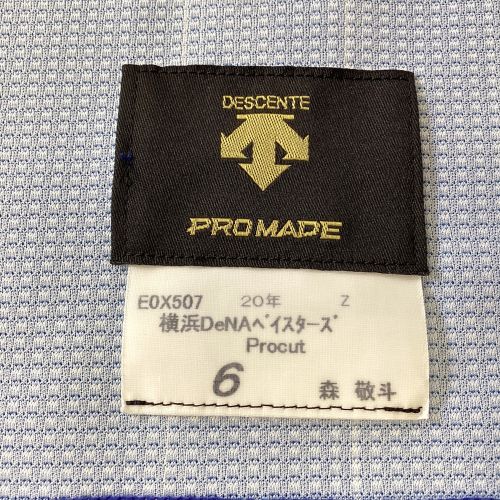 DESCENTE
PRO MADE
E0X507 20年 Z
横浜DeNAベイスターズ
Procut
6 森 敬斗